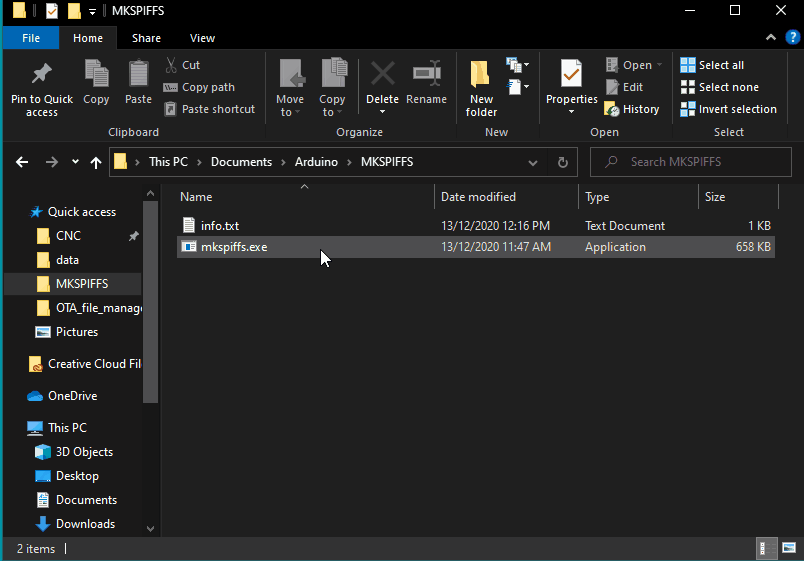 MKSPIFFS
File Home Share View
Pin to Quick access
Copy
Paste
Cut
Copy path
Paste shortcut
Clipboard
Move to
Copy to
Delete
Rename
Organize
New folder
New
Properties
Open
Edit
History
Open
Select all
Select none
Invert selection
Select
This PC > Documents > Arduino > MKSPIFFS
Search MKSPIFFS
Name Date modified Type Size
info.txt 13/12/2020 12:16 PM Text Document 1 KB
mkspiffs.exe 13/12/2020 11:47 AM Application 658 KB
Quick access
CNC
data
MKSPIFFS
OTA_file_manag
Pictures
Creative Cloud Fil
OneDrive
This PC
3D Objects
Desktop
Documents
Downloads
2 items